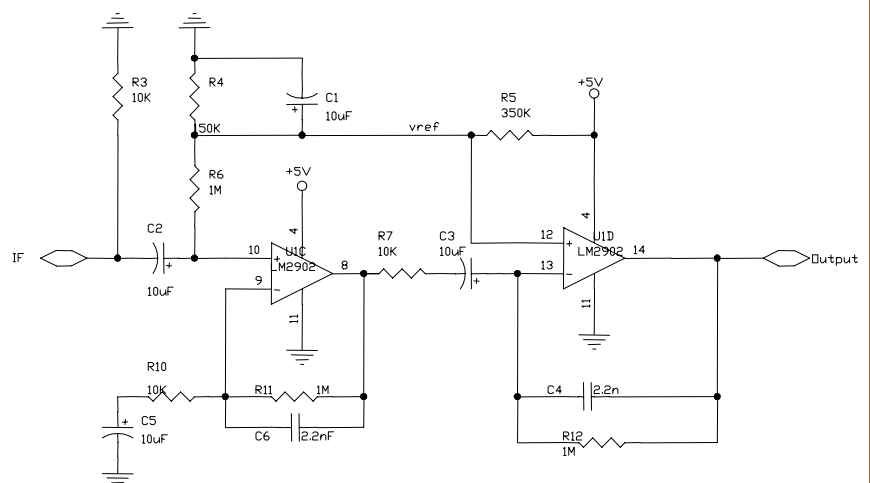 R3
10K
R4
50K
C1
10uF
vref
R5
350K
+5V
R6
1M
+5V
C2
10uF
IF
10
9
4
U1C
LM2902
8
11
R7
10K
C3
10uF
12
13
4
U1D
LM2902
14
11
Output
R10
10K
C5
10uF
R11
1M
C6
2.2nF
C4
2.2n
R12
1M